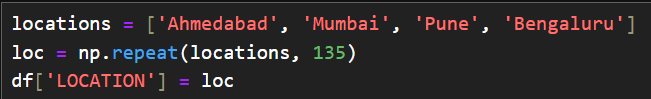 locations = ['Ahmedabad', 'Mumbai', 'Pune', 'Bengaluru']
loc = np.repeat(locations, 135)
df['LOCATION'] = loc